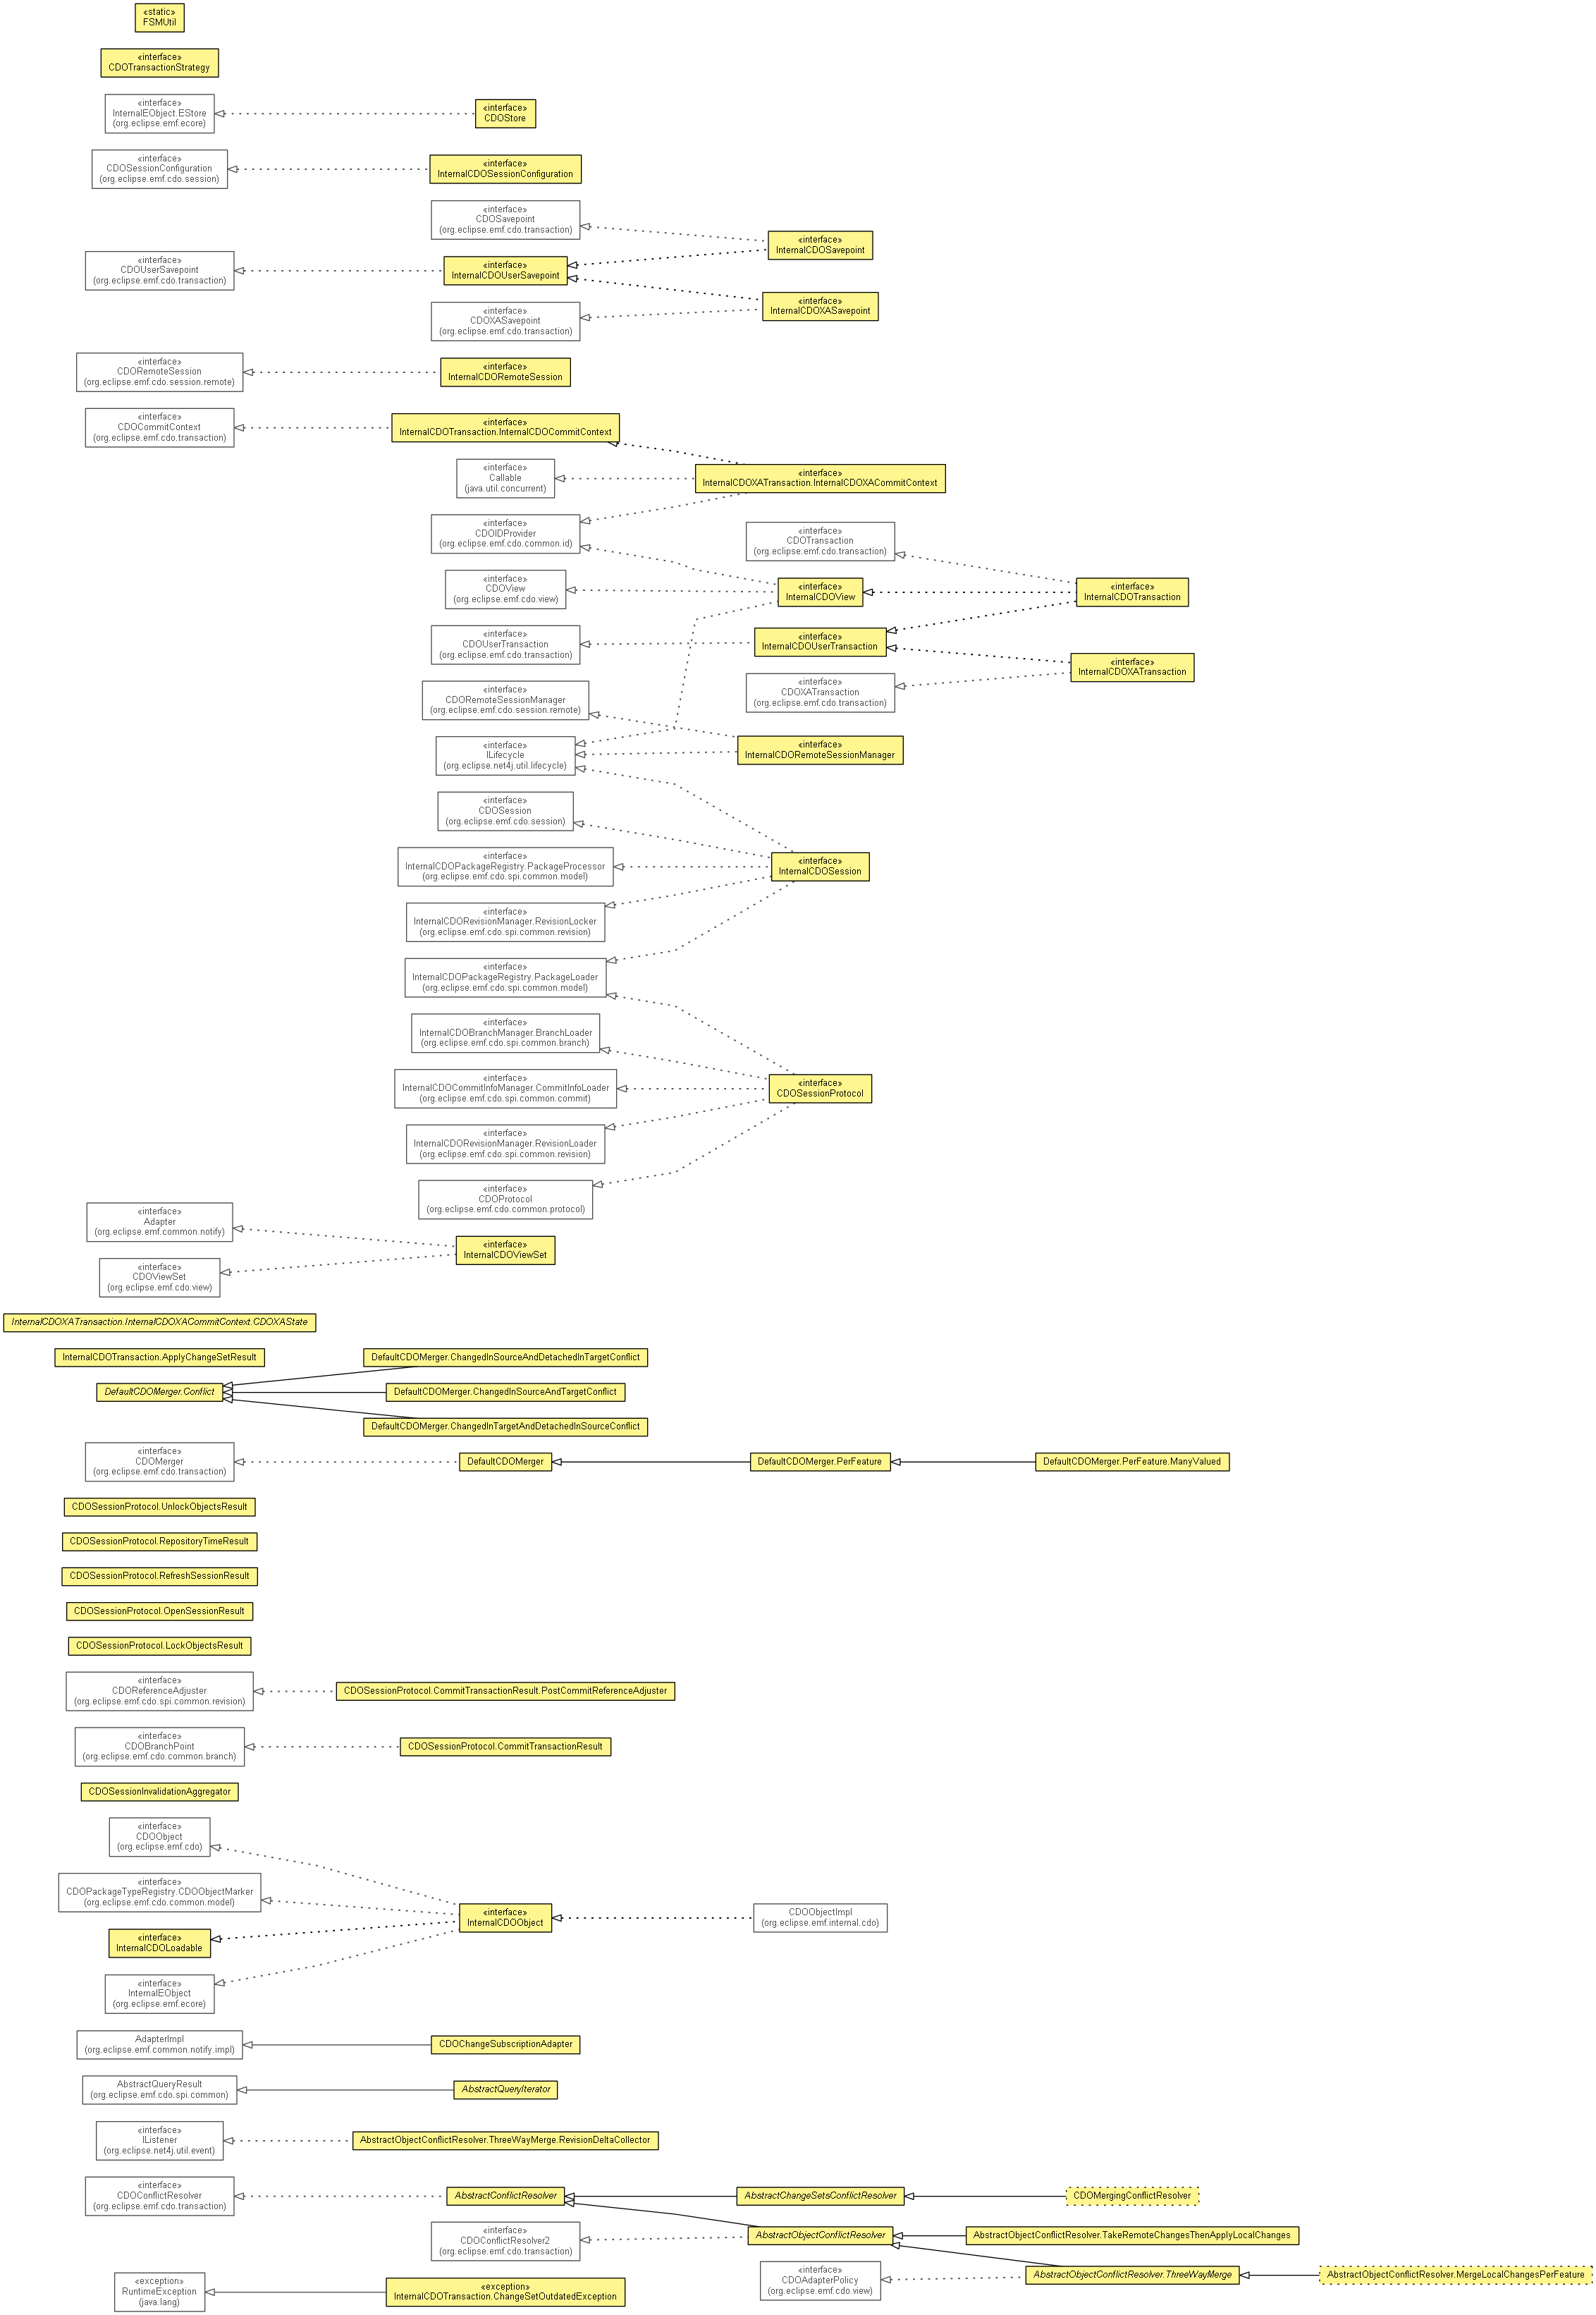 «static»
FSMUtil
«interface»
CDOTransactionStrategy
«interface»
InternalEObject.EStore
(org.eclipse.emf.ecore)
«interface»
CDOStore
«interface»
CDOSessionConfiguration
(org.eclipse.emf.cdo.session)
«interface»
InternalCDOSessionConfiguration
«interface»
CDOSavepoint
(org.eclipse.emf.cdo.transaction)
«interface»
InternalCDOSavepoint
«interface»
CDOUserSavepoint
(org.eclipse.emf.cdo.transaction)
«interface»
InternalCDOUserSavepoint
«interface»
InternalCDOXASavepoint
«interface»
CDOXASavepoint
(org.eclipse.emf.cdo.transaction)
«interface»
CDORemoteSession
(org.eclipse.emf.cdo.session.remote)
«interface»
InternalCDORemoteSession
«interface»
CDOCommitContext
(org.eclipse.emf.cdo.transaction)
«interface»
InternalCDOTransaction.InternalCDOCommitContext
«interface»
Callable
(java.util.concurrent)
«interface»
InternalCDOXATransaction.InternalCDOXACommitContext
«interface»
CDOIDProvider
(org.eclipse.emf.cdo.common.id)
«interface»
CDOTransaction
(org.eclipse.emf.cdo.transaction)
«interface»
CDOView
(org.eclipse.emf.cdo.view)
«interface»
InternalCDOView
«interface»
InternalCDOTransaction
«interface»
CDOUserTransaction
(org.eclipse.emf.cdo.transaction)
«interface»
InternalCDOUserTransaction
«interface»
InternalCDOXATransaction
«interface»
CDOXATransaction
(org.eclipse.emf.cdo.transaction)
«interface»
CDORemoteSessionManager
(org.eclipse.emf.cdo.session.remote)
«interface»
ILifecycle
(org.eclipse.net4j.util.lifecycle)
«interface»
InternalCDORemoteSessionManager
«interface»
CDOSession
(org.eclipse.emf.cdo.session)
«interface»
InternalCDOPackageRegistry.PackageProcessor
(org.eclipse.emf.cdo.spi.common.model)
«interface»
InternalCDOSession
«interface»
InternalCDORevisionManager.RevisionLocker
(org.eclipse.emf.cdo.spi.common.revision)
«interface»
InternalCDOPackageRegistry.PackageLoader
(org.eclipse.emf.cdo.spi.common.model)
«interface»
InternalCDOBranchManager.BranchLoader
(org.eclipse.emf.cdo.spi.common.branch)
«interface»
InternalCDOCommitInfoManager.CommitInfoLoader
(org.eclipse.emf.cdo.spi.common.commit)
«interface»
CDOSessionProtocol
«interface»
InternalCDORevisionManager.RevisionLoader
(org.eclipse.emf.cdo.spi.common.revision)
«interface»
CDOProtocol
(org.eclipse.emf.cdo.common.protocol)
«interface»
Adapter
(org.eclipse.emf.common.notify)
«interface»
InternalCDOViewSet
«interface»
CDOViewSet
(org.eclipse.emf.cdo.view)
InternalCDOXATransaction.InternalCDOXACommitContext.CDOXAState
InternalCDOTransaction.ApplyChangeSetResult
DefaultCDOMerger.ChangedInSourceAndDetachedInTargetConflict
DefaultCDOMerger.Conflict
DefaultCDOMerger.ChangedInSourceAndTargetConflict
DefaultCDOMerger.ChangedInTargetAndDetachedInSourceConflict
«interface»
CDOMerger
(org.eclipse.emf.cdo.transaction)
DefaultCDOMerger
DefaultCDOMerger.PerFeature
DefaultCDOMerger.PerFeature.ManyValued
CDOSessionProtocol.UnlockObjectsResult
CDOSessionProtocol.RepositoryTimeResult
CDOSessionProtocol.RefreshSessionResult
CDOSessionProtocol.OpenSessionResult
CDOSessionProtocol.LockObjectsResult
«interface»
CDOReferenceAdjuster
(org.eclipse.emf.cdo.spi.common.revision)
CDOSessionProtocol.CommitTransactionResult.PostCommitReferenceAdjuster
«interface»
CDOBranchPoint
(org.eclipse.emf.cdo.common.branch)
CDOSessionProtocol.CommitTransactionResult
CDOSessionInvalidationAggregator
«interface»
CDOObject
(org.eclipse.emf.cdo)
«interface»
CDOPackageTypeRegistry.CDOObjectMarker
(org.eclipse.emf.cdo.common.model)
«interface»
InternalCDOObject
CDOObjectImpl
(org.eclipse.emf.internal.cdo)
«interface»
InternalCDOLoadable
«interface»
InternalEObject
(org.eclipse.emf.ecore)
AdapterImpl
(org.eclipse.emf.common.notify.impl)
CDOChangeSubscriptionAdapter
AbstractQueryResult
(org.eclipse.emf.cdo.spi.common)
AbstractQueryIterator
«interface»
IListener
(org.eclipse.net4j.util.event)
AbstractObjectConflictResolver.ThreeWayMerge.RevisionDeltaCollector
«interface»
CDOConflictResolver
(org.eclipse.emf.cdo.transaction)
AbstractConflictResolver
AbstractChangeSetsConflictResolver
CDOMergingConflictResolver
«interface»
CDOConflictResolver2
(org.eclipse.emf.cdo.transaction)
AbstractObjectConflictResolver
AbstractObjectConflictResolver.TakeRemoteChangesThenApplyLocalChanges
«interface»
CDOAdapterPolicy
(org.eclipse.emf.cdo.view)
AbstractObjectConflictResolver.ThreeWayMerge
AbstractObjectConflictResolver.MergeLocalChangesPerFeature
«exception»
RuntimeException
(java.lang)
«exception»
InternalCDOTransaction.ChangeSetOutdatedException